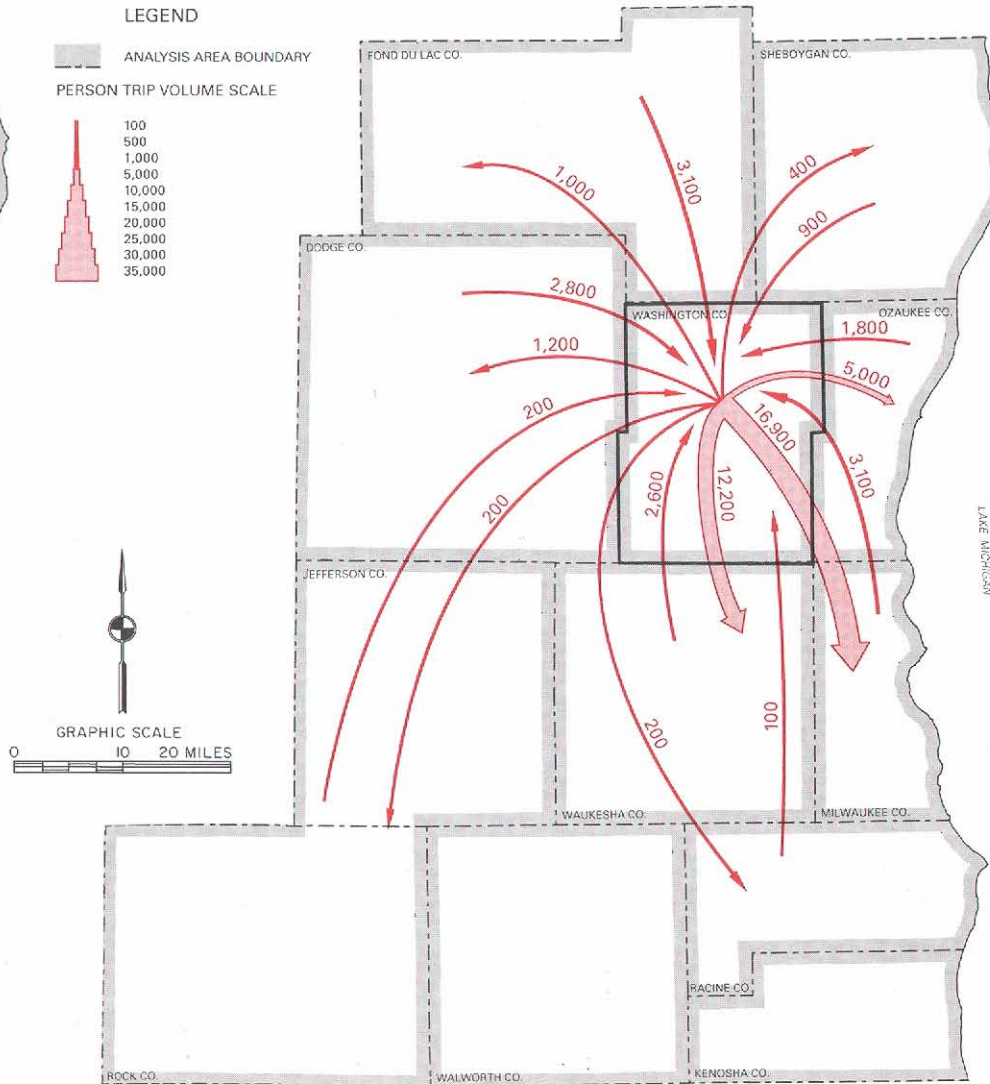 LEGEND
ANALYSIS AREA BOUNDARY
PERSON TRIP VOLUME SCALE
100
500
1,000
5,000
10,000
15,000
20,000
25,000
30,000
35,000
FOND DU LAC CO.
SHEBOYGAN CO.
1,000
3,100
400
900
DODGE CO.
2,800
WASHINGTON CO.
OZAUKEE CO.
1,800
1,200
5,000
200
16,900
200
2,600
12,200
3,100
LAKE MICHIGAN
JEFFERSON CO.
200
100
GRAPHIC SCALE
0 10 20 MILES
WAUKESHA CO.
MILWAUKEE CO.
RACINE CO.
ROCK CO.
WALWORTH CO.
KENOSHA CO.